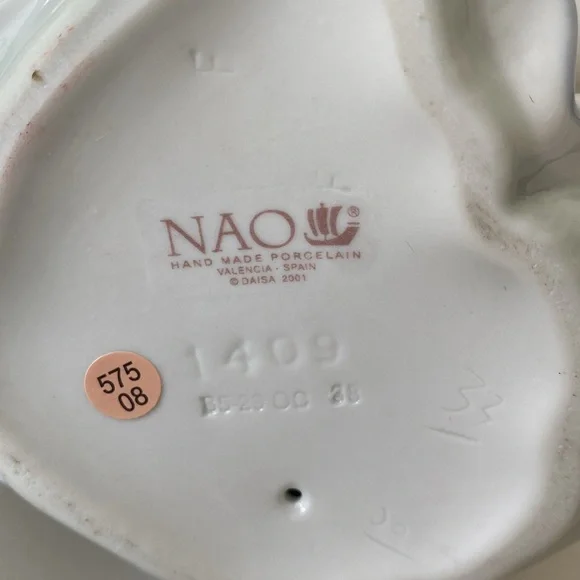 NAO ®
HAND MADE PORCELAIN
VALENCIA · SPAIN
© DAISA 2001
1409
575
08